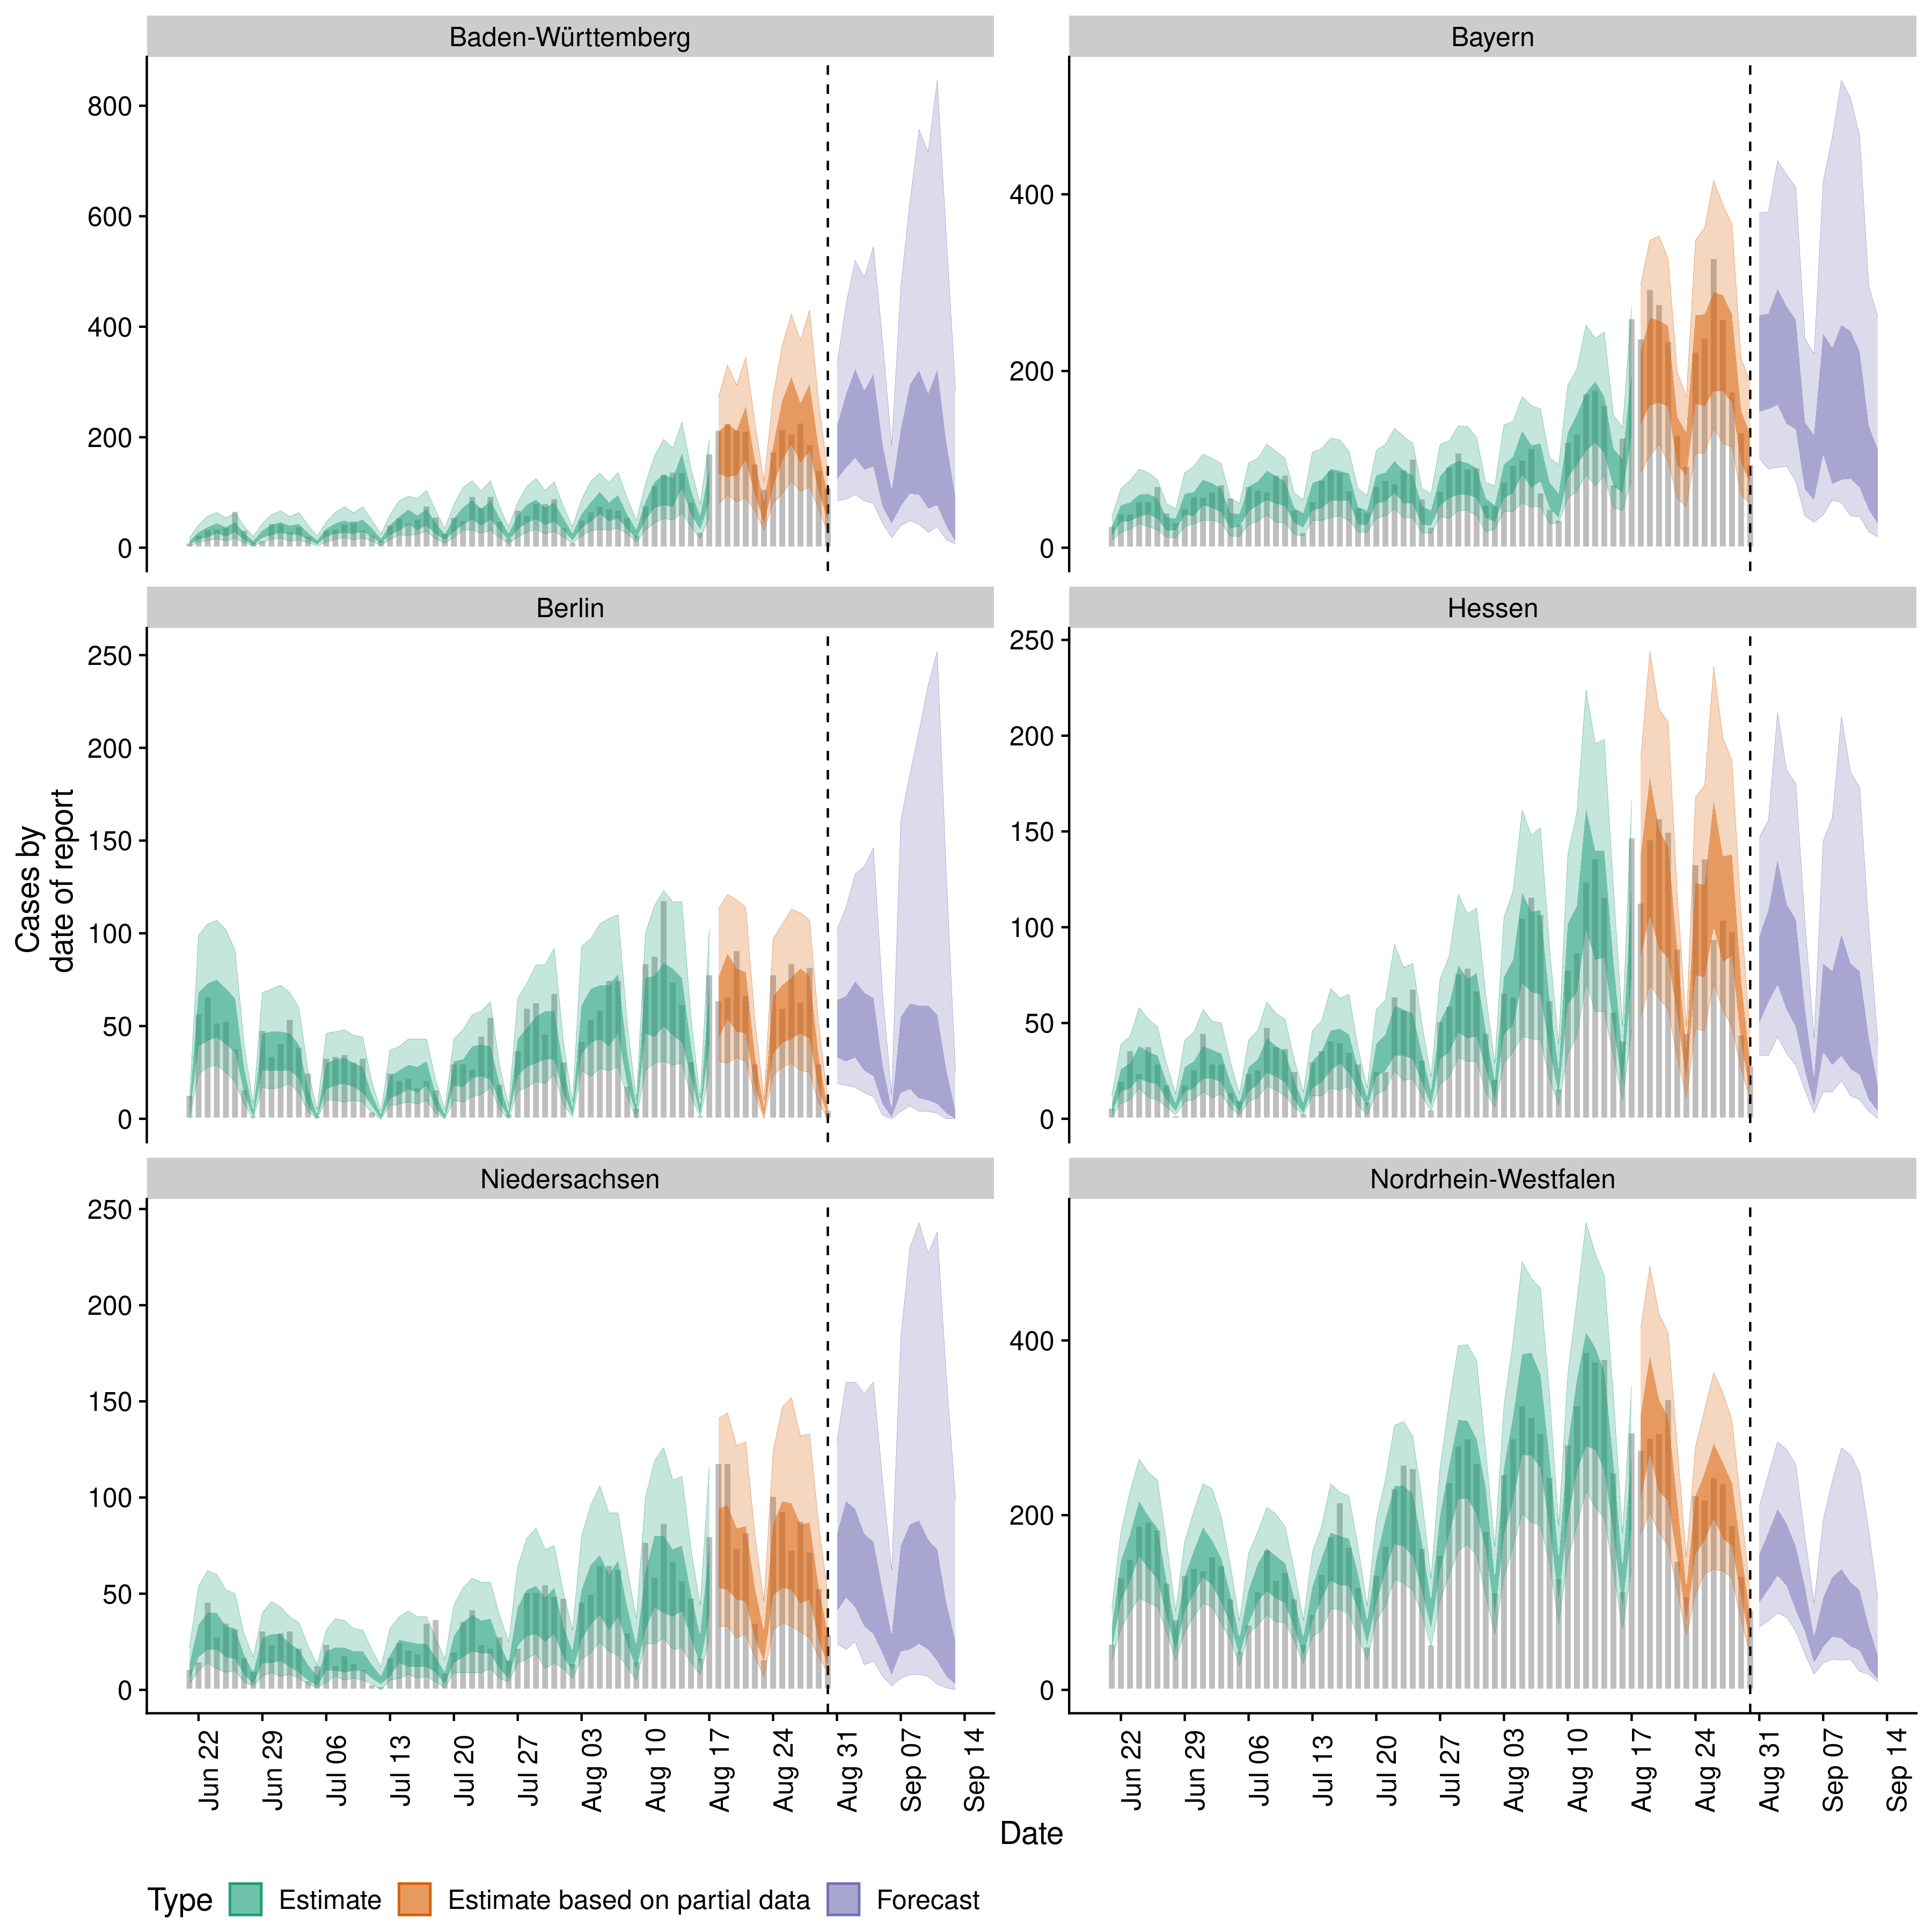 Baden-Württemberg
Bayern
800
600
400
200
0
400
200
0
Berlin
Hessen
250
200
150
100
50
0
250
200
150
100
50
0
Niedersachsen
Nordrhein-Westfalen
250
200
150
100
50
0
400
200
0
Cases by
date of report
Jun 22
Jun 29
Jul 06
Jul 13
Jul 20
Jul 27
Aug 03
Aug 10
Aug 17
Aug 24
Aug 31
Sep 07
Sep 14
Jun 22
Jun 29
Jul 06
Jul 13
Jul 20
Jul 27
Aug 03
Aug 10
Aug 17
Aug 24
Aug 31
Sep 07
Sep 14
Date
Type Estimate Estimate based on partial data Forecast